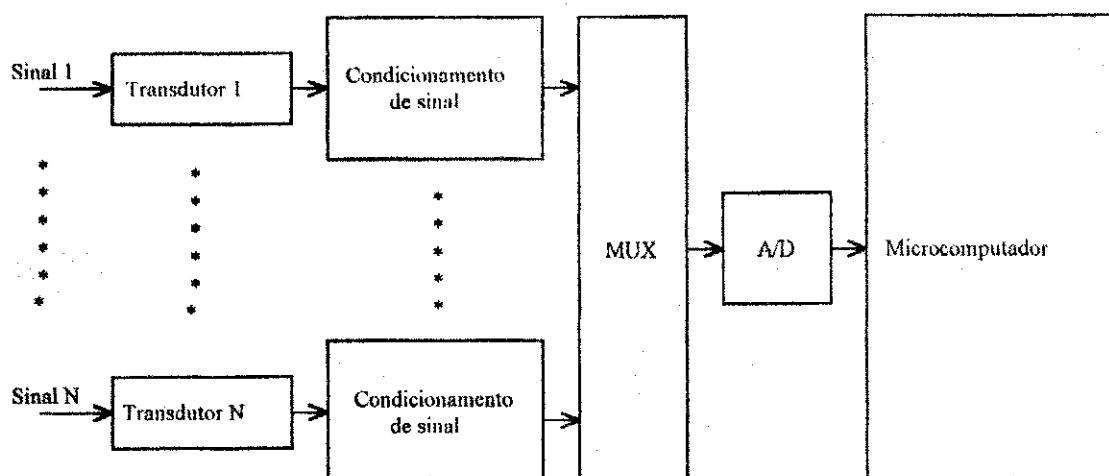 Sinal 1
Transdutor 1
Condicionamento
de sinal
MUX
A/D
Microcomputador
Sinal N
Transdutor N
Condicionamento
de sinal